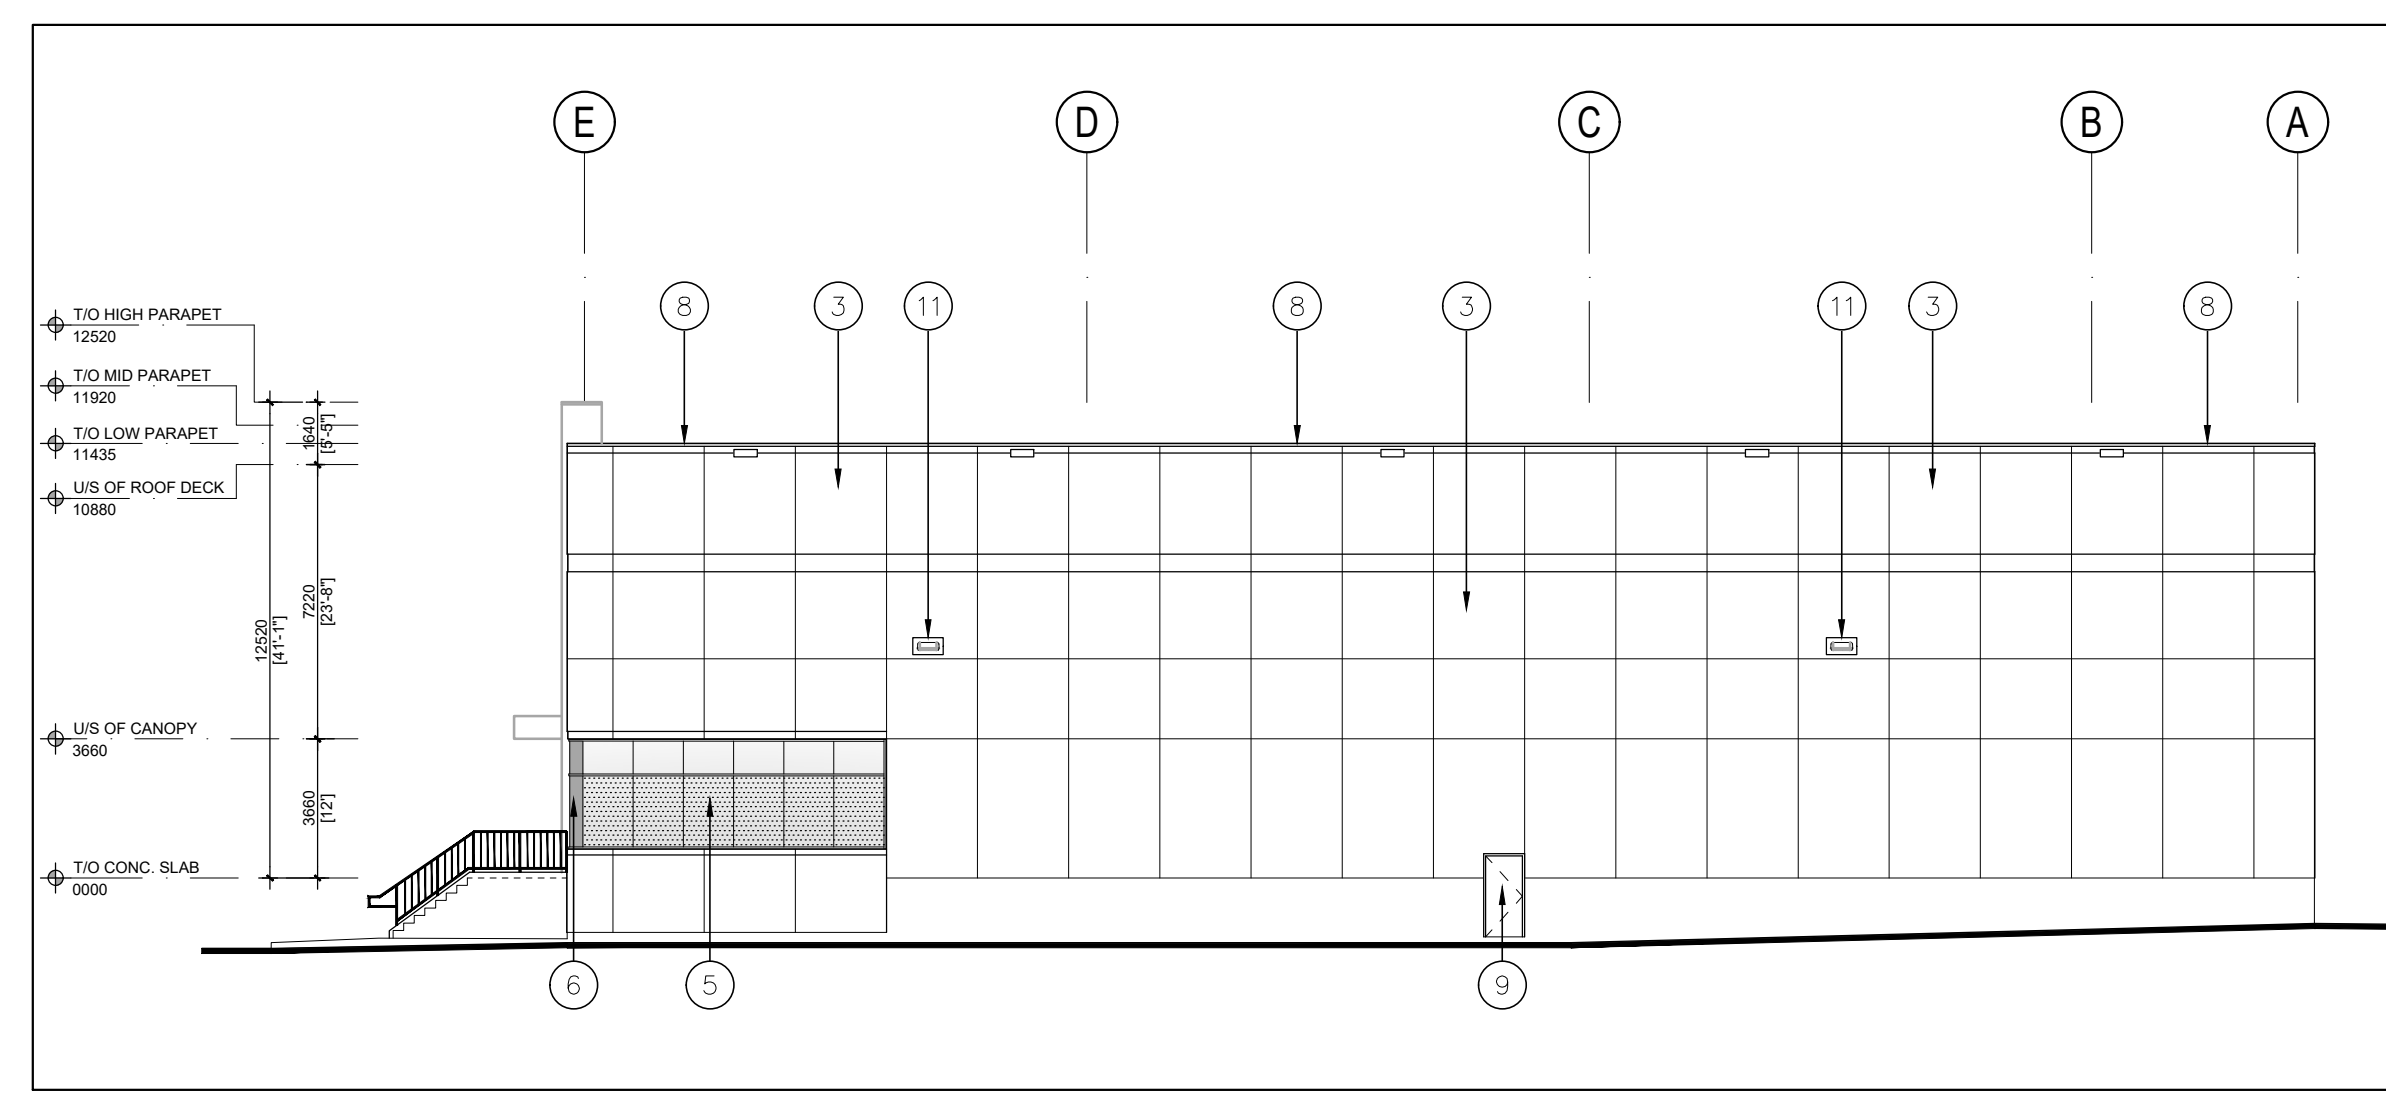 E D C B A
8 3 11 8 3 11 3 8
T/O HIGH PARAPET
12520
T/O MID PARAPET
11920
T/O LOW PARAPET
11435
U/S OF ROOF DECK
10880
1640
[5'-5"]
7220
[23'-8"]
12520
[41'-1"]
U/S OF CANOPY
3660
3660
[12']
T/O CONC. SLAB
0000
6 5 9